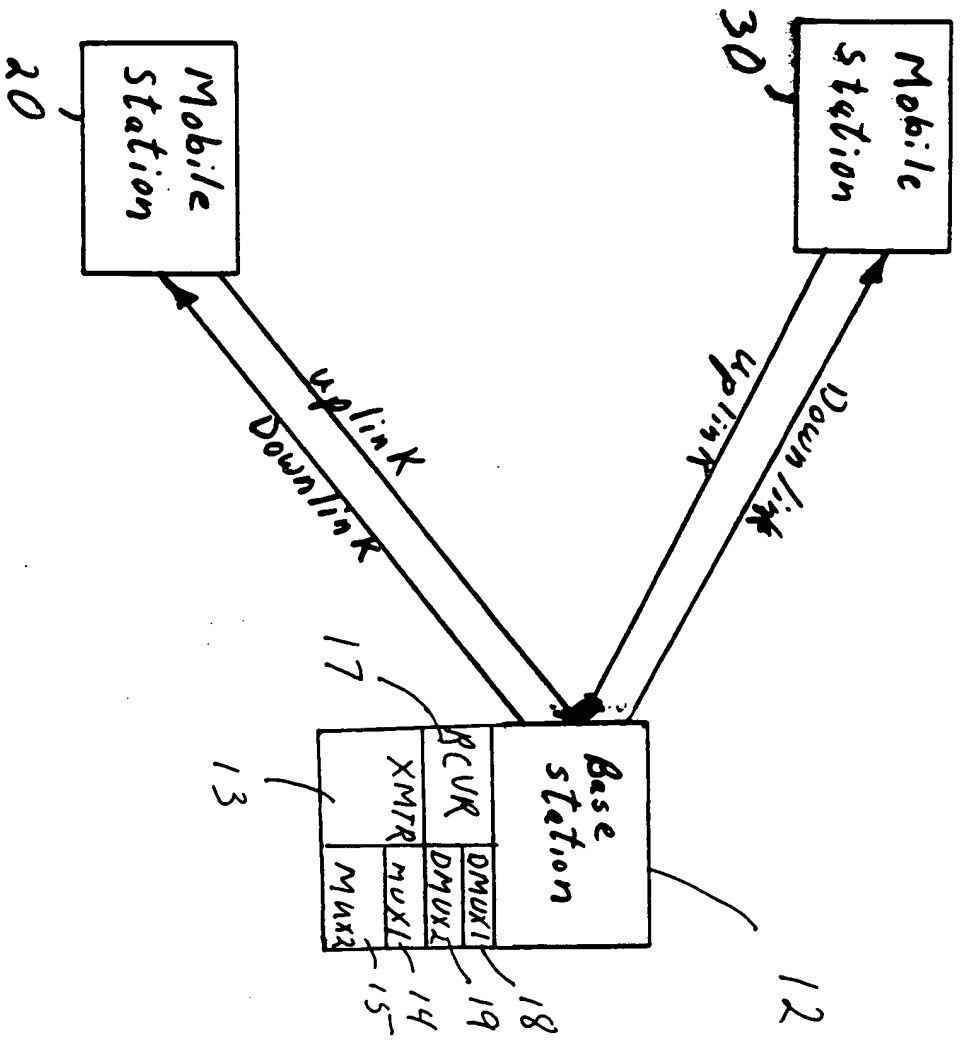 Mobile
Station
30
Mobile
Station
20
Downlink
uplink
uplink
Downlink
Base
station
12
RCVR
17
DMUX1
18
DMUX2
19
XMTR
13
MUX1
14
MUX2
15